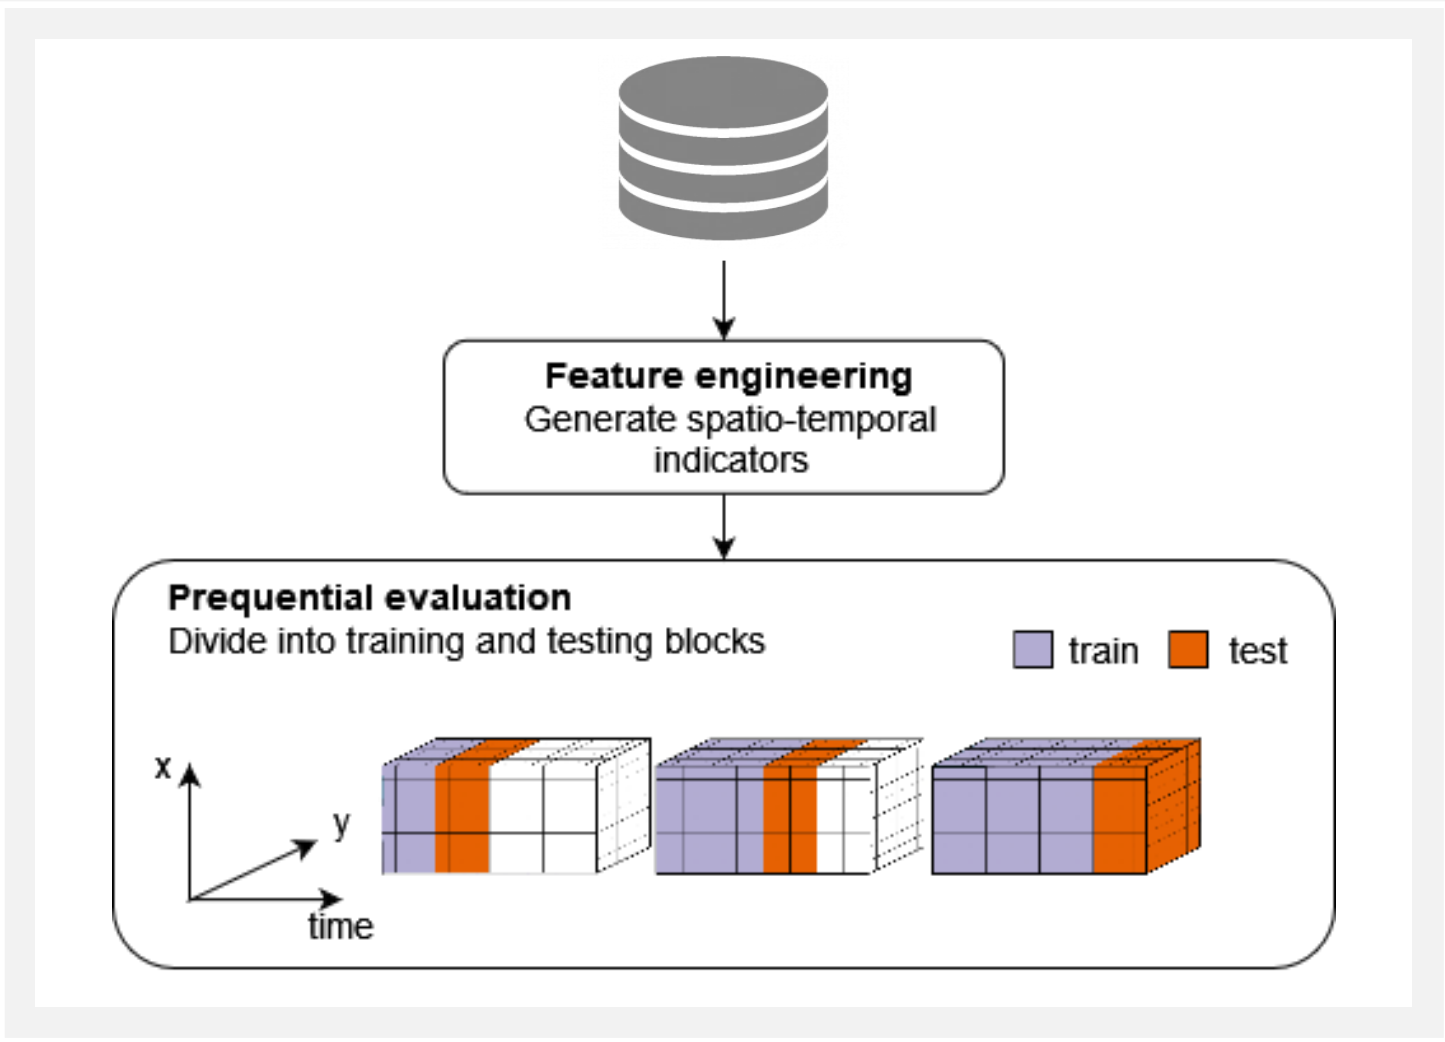 Feature engineering
Generate spatio-temporal
indicators
Prequential evaluation
Divide into training and testing blocks
train
test
x
y
time